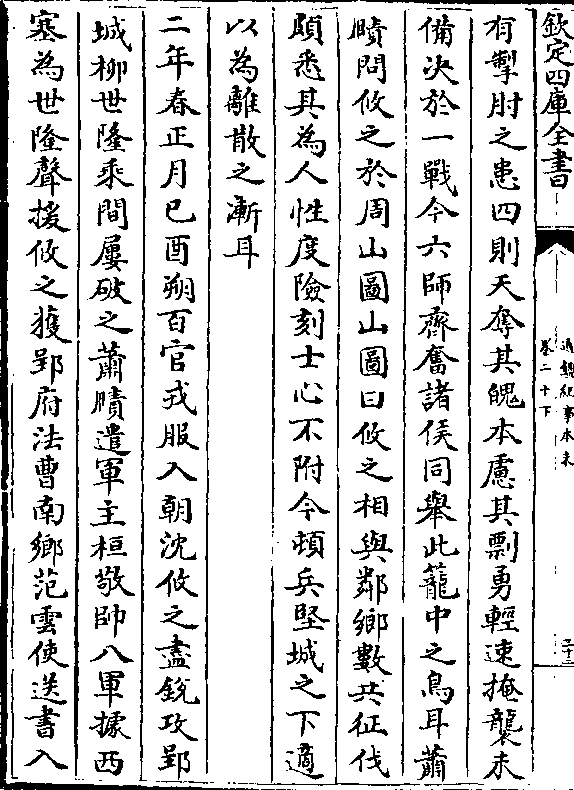 欽定四庫全書
通鑑紀事本末
卷二十下
二十三
有掣肘之患四則天奪其魄本慮其剽勇輕速掩襲未
備決於一戰今六師齊奮諸侯同舉此籠中之鳥耳蕭
賾問攸之於周山圖山圖曰攸之相與鄰鄉數共征伐
頗悉其為人性度險刻士心不附今頓兵堅城之下適
以為離散之漸耳
二年春正月己酉朔百官戎服入朝沈攸之盡銳攻郢
城柳世隆乘間屢破之蕭賾遣軍主桓敬帥八軍據西
塞為世隆聲援攸之獲郢府法曹南鄉范雲使送書入